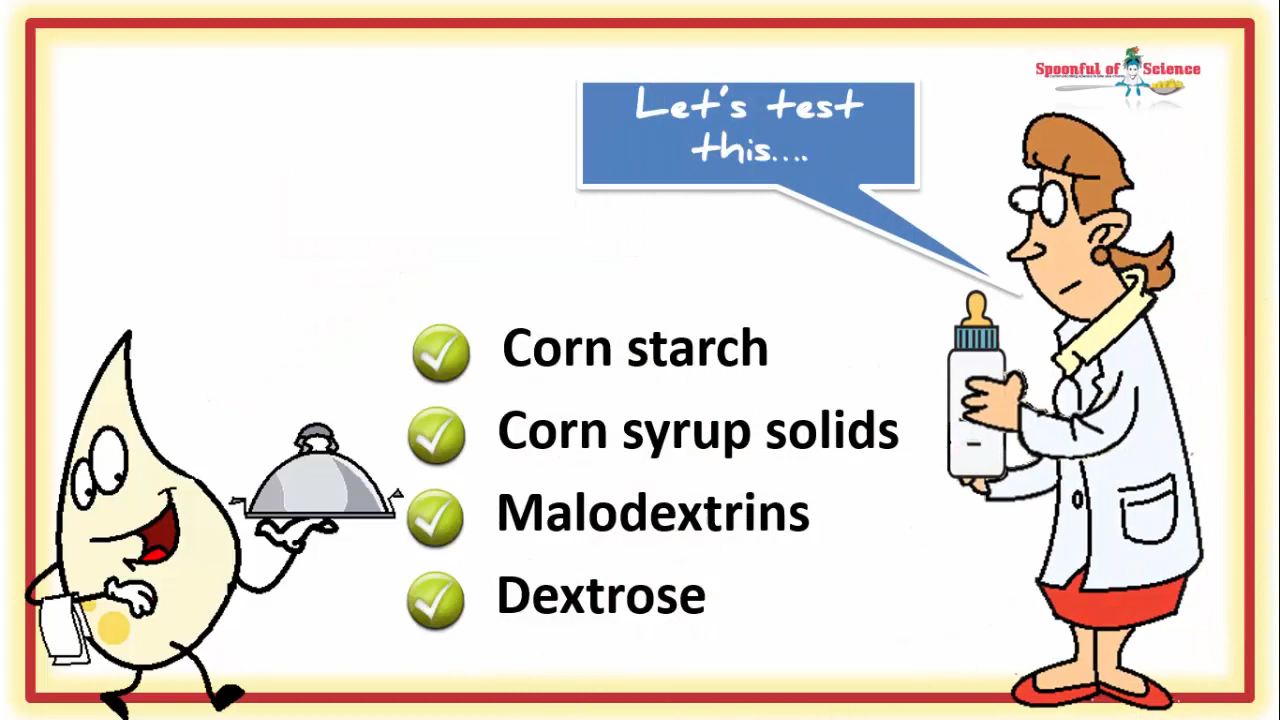 Spoonful of Science
Let's test
this....
Corn starch
Corn syrup solids
Malodextrins
Dextrose